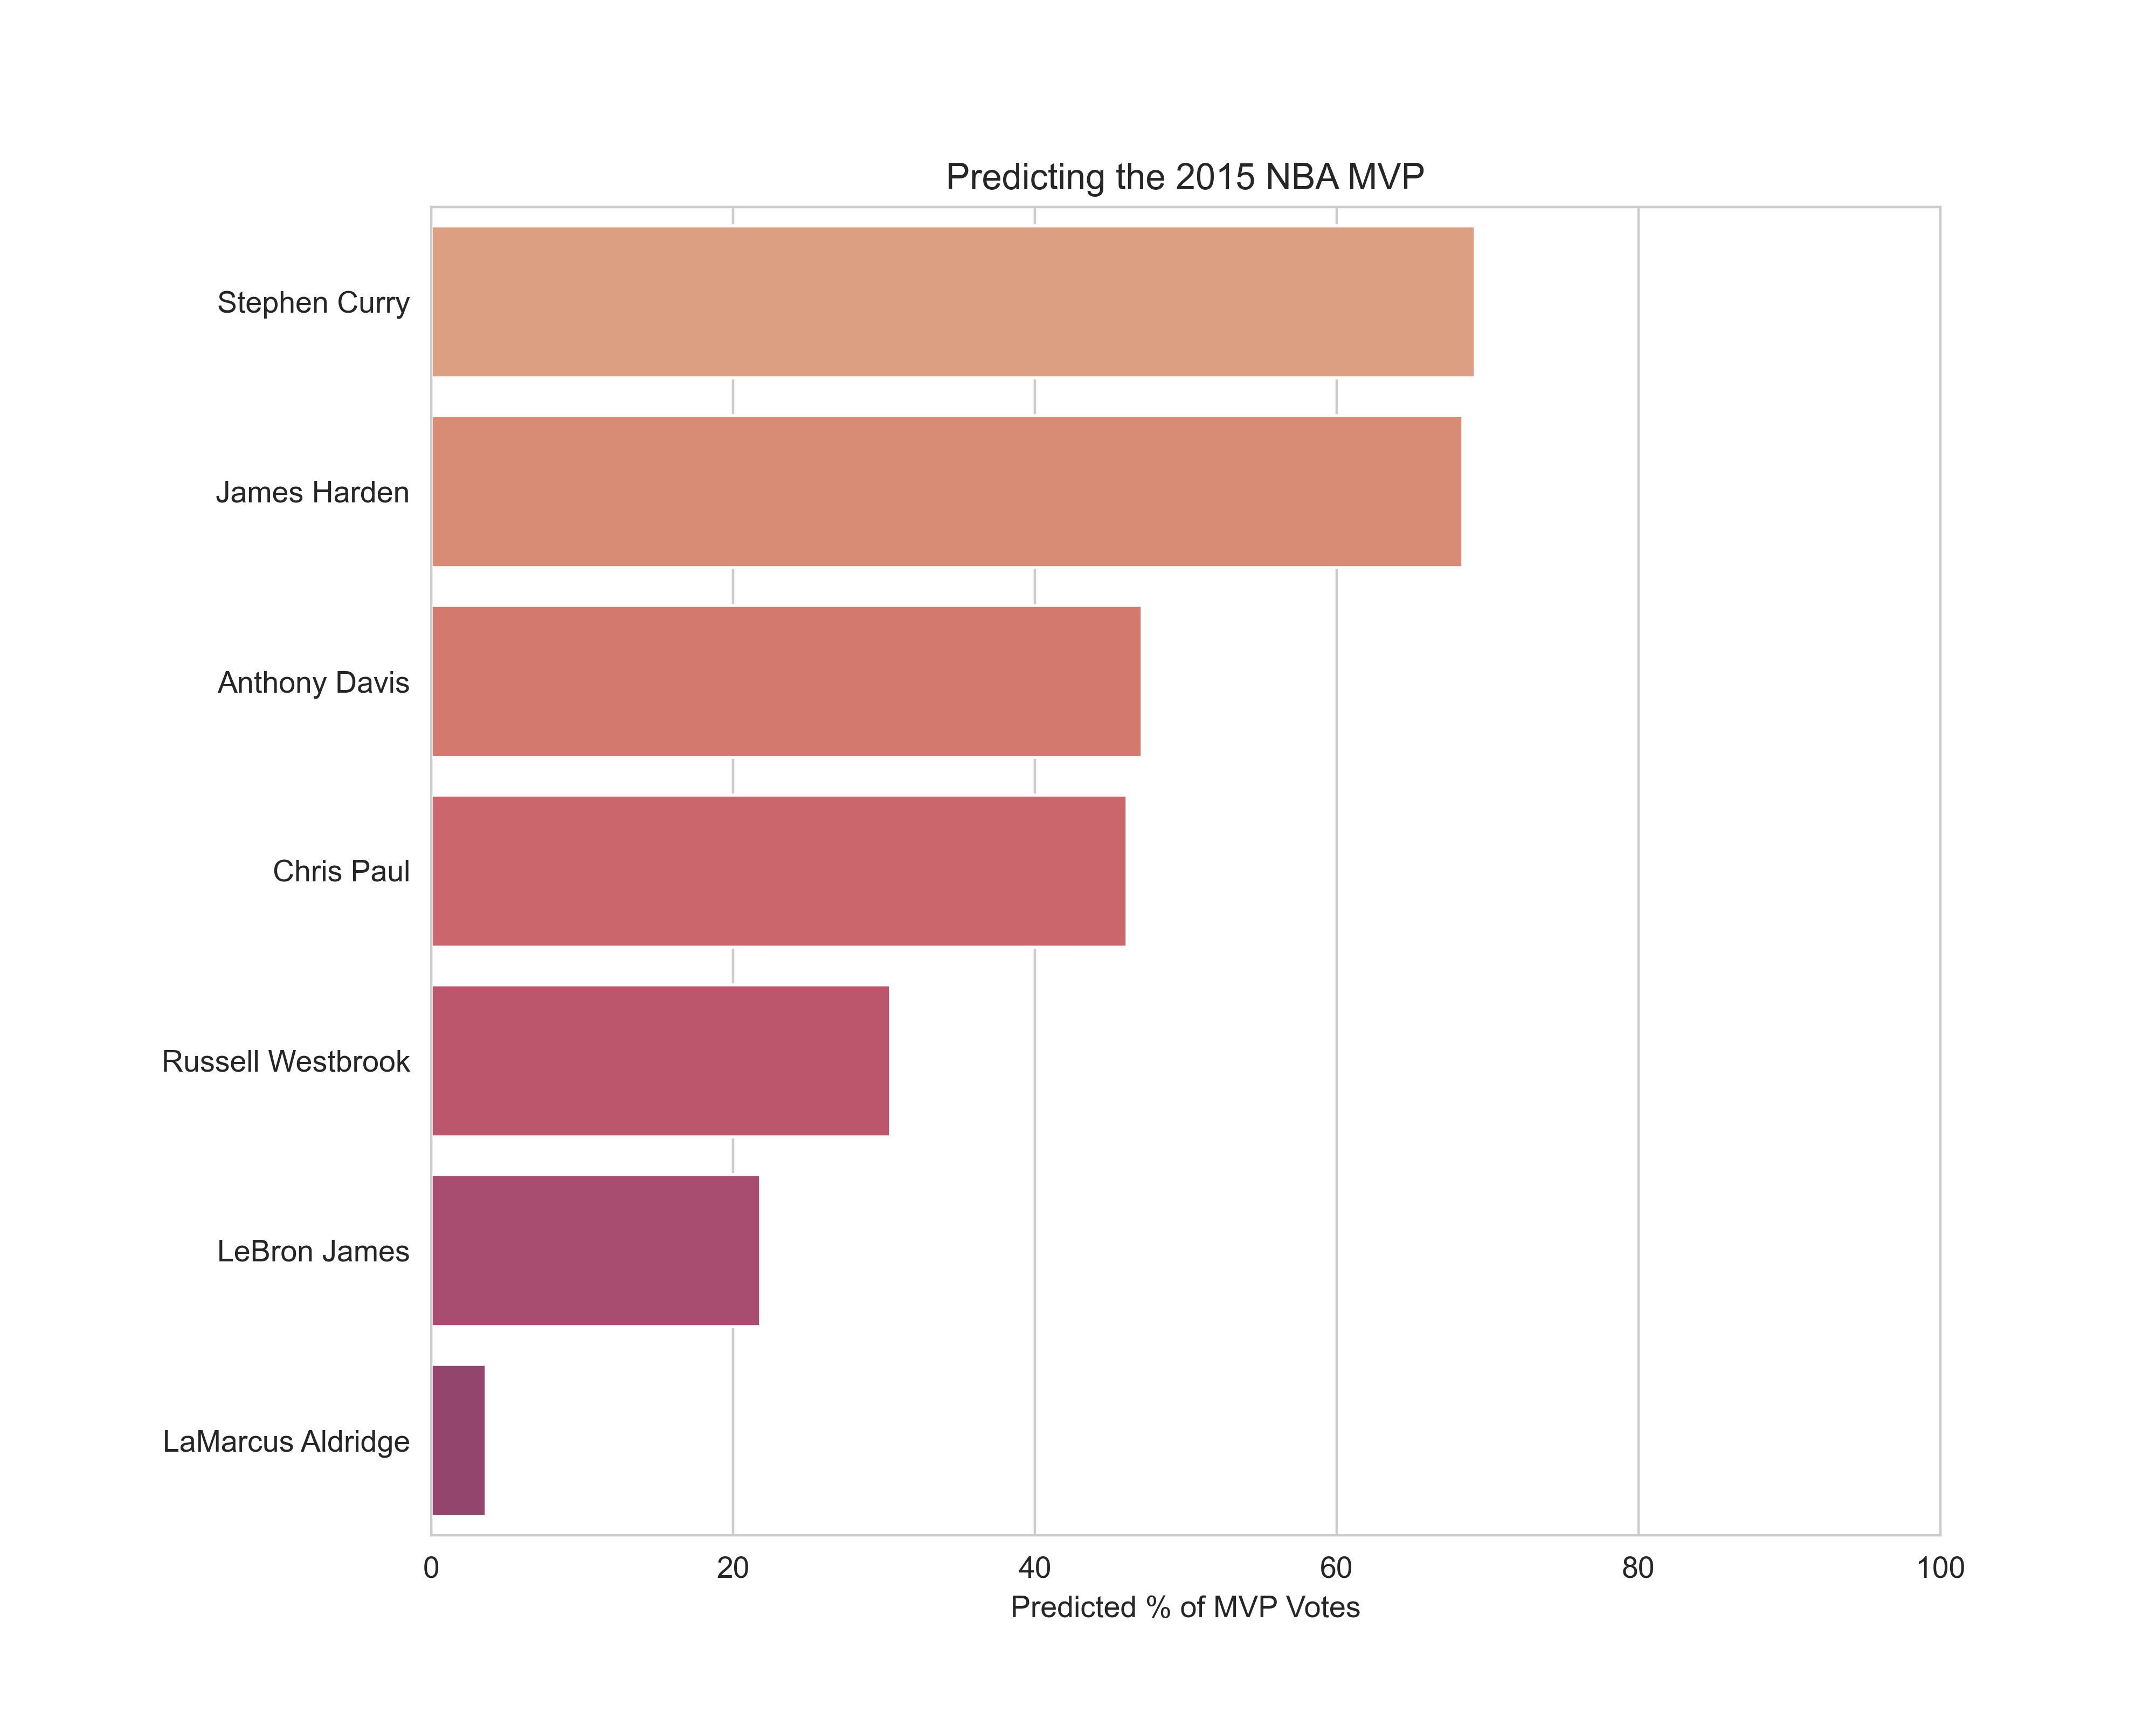 Predicting the 2015 NBA MVP
Stephen Curry
James Harden
Anthony Davis
Chris Paul
Russell Westbrook
LeBron James
LaMarcus Aldridge
0 20 40 60 80 100
Predicted % of MVP Votes